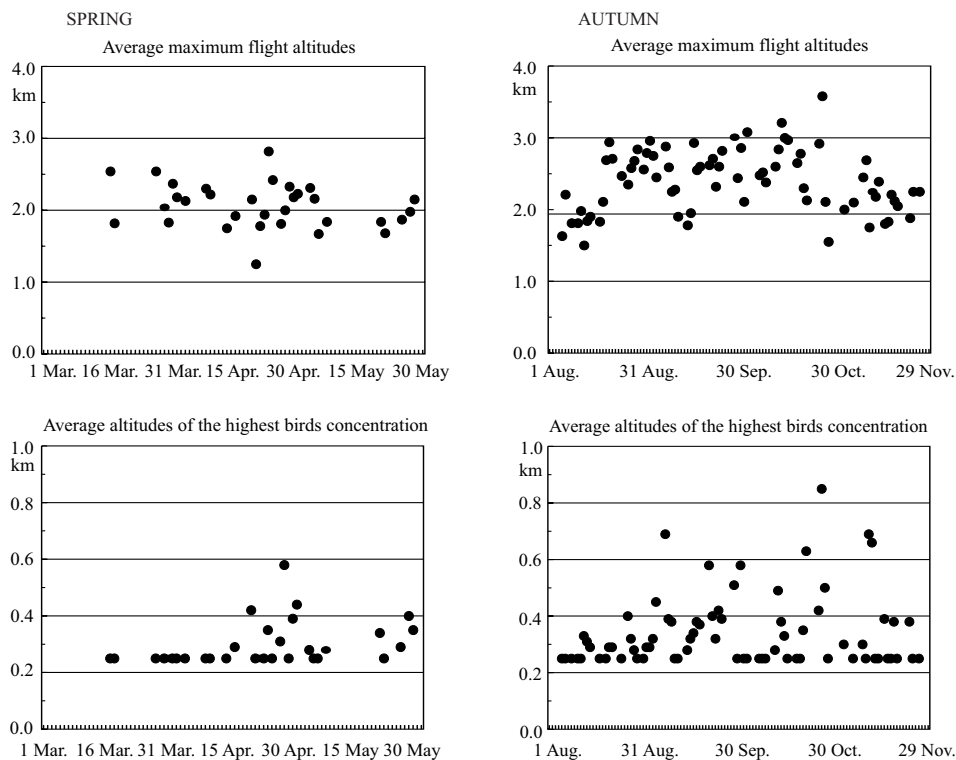 SPRING
Average maximum flight altitudes
4.0
km
3.0
2.0
1.0
0.0
1 Mar. 16 Mar. 31 Mar. 15 Apr. 30 Apr. 15 May 30 May
AUTUMN
Average maximum flight altitudes
4.0
km
3.0
2.0
1.0
0.0
1 Aug. 31 Aug. 30 Sep. 30 Oct. 29 Nov.
Average altitudes of the highest birds concentration
1.0
km
0.8
0.6
0.4
0.2
0.0
1 Mar. 16 Mar. 31 Mar. 15 Apr. 30 Apr. 15 May 30 May
Average altitudes of the highest birds concentration
1.0
km
0.8
0.6
0.4
0.2
0.0
1 Aug. 31 Aug. 30 Sep. 30 Oct. 29 Nov.